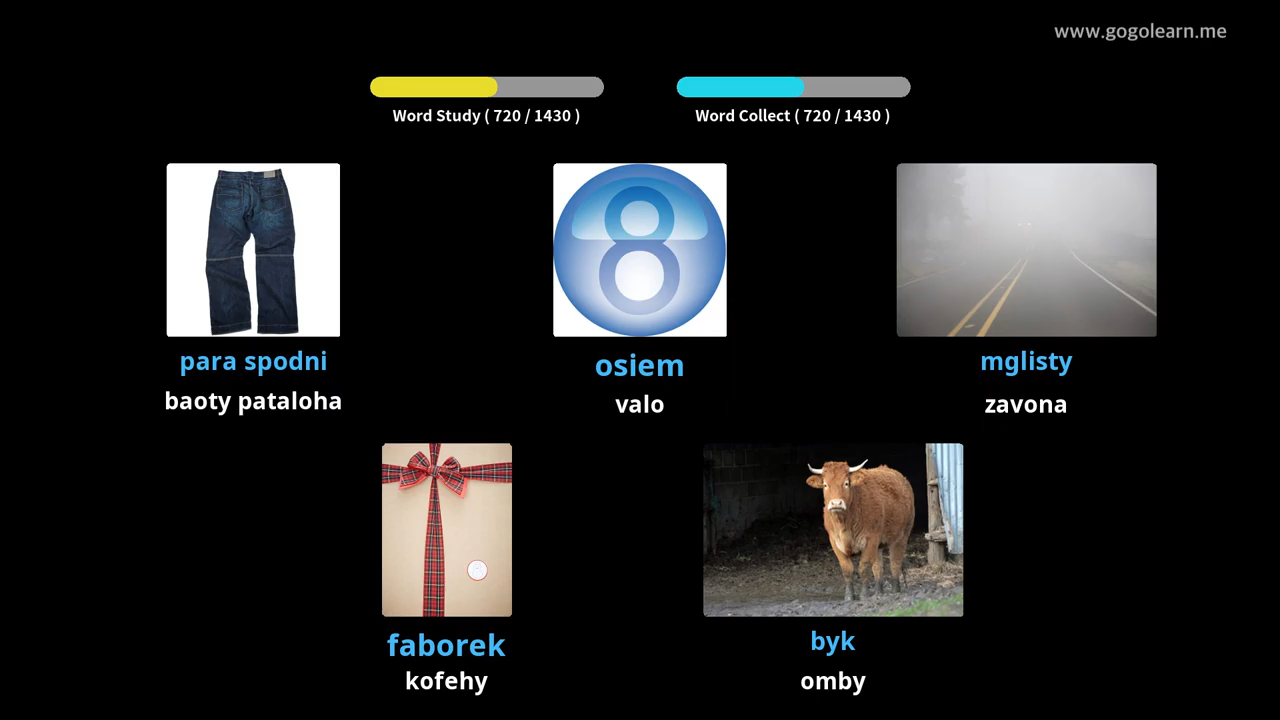 www.gogolearn.me
Word Study ( 720 / 1430 )
Word Collect ( 720 / 1430 )
8
para spodni
baoty pataloha
osiem
valo
mglisty
zavona
faborek
kofehy
byk
omby